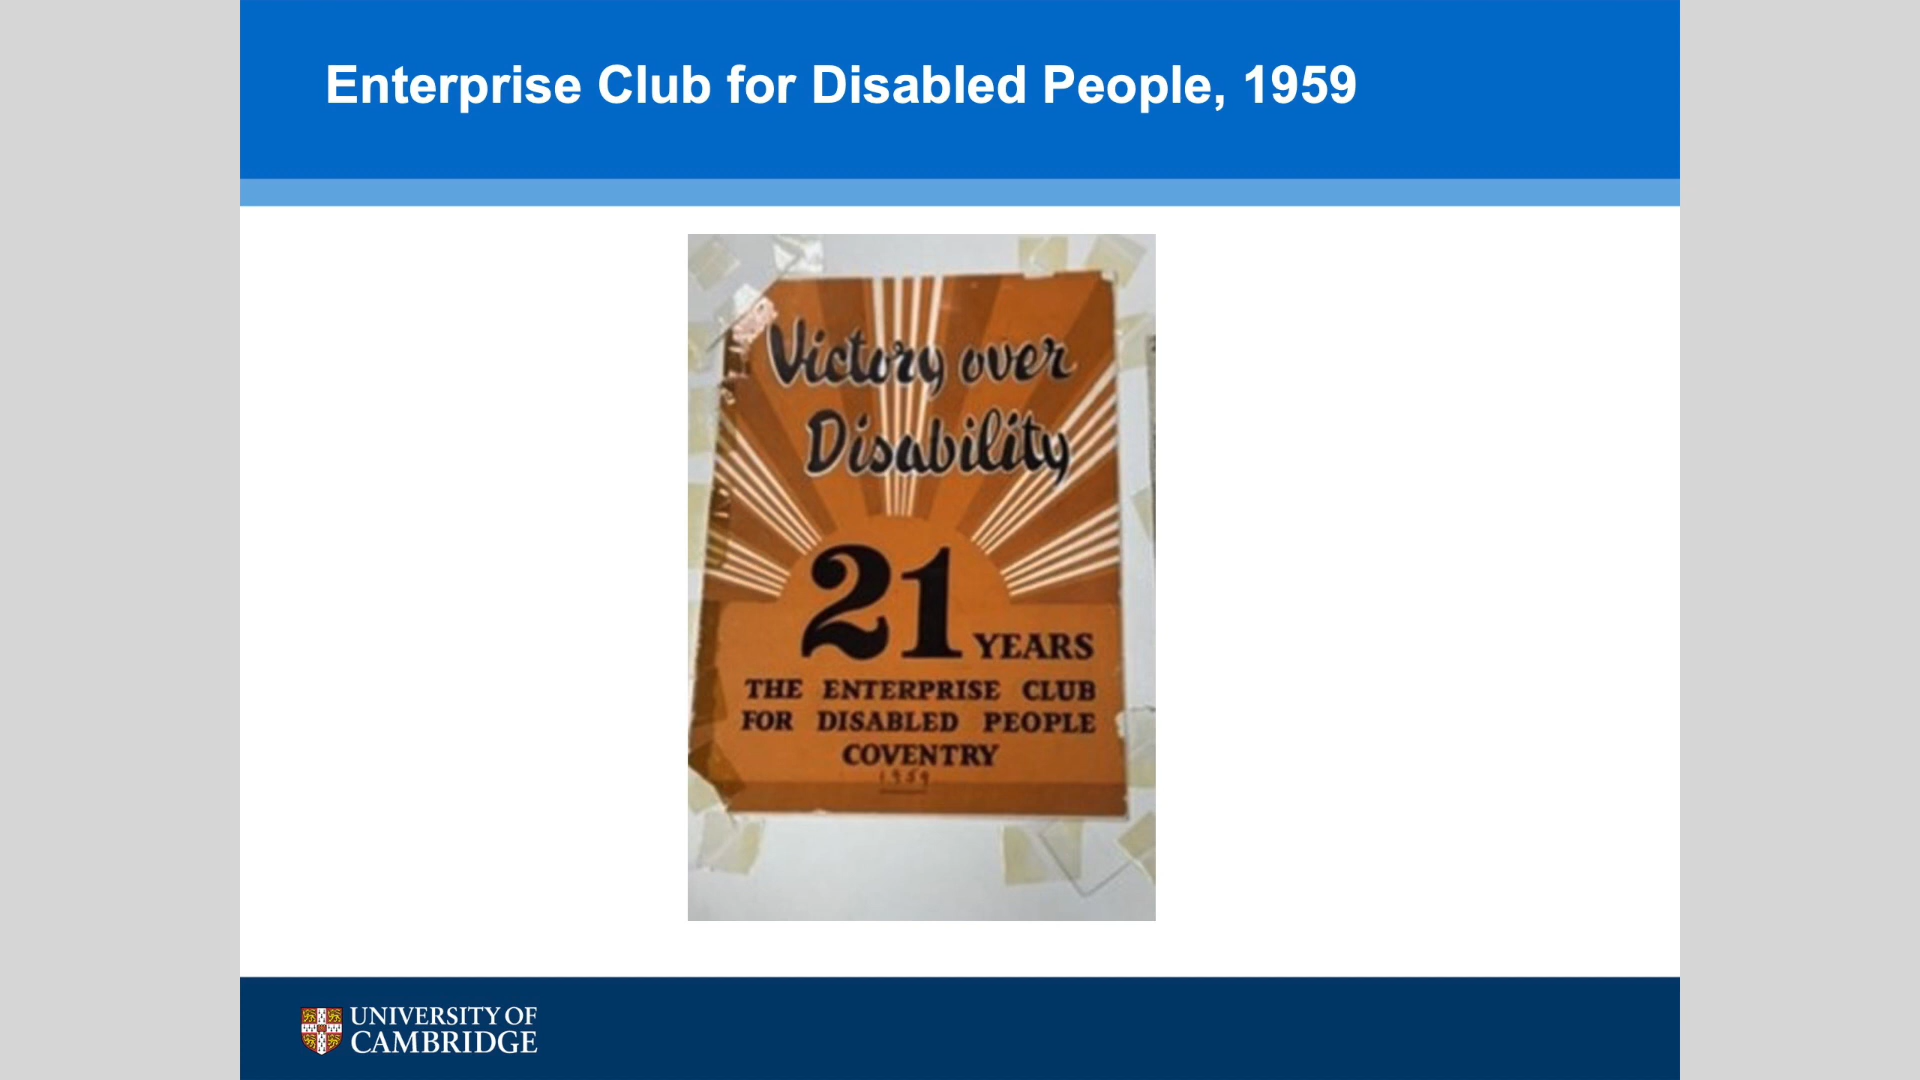 Enterprise Club for Disabled People, 1959
Victory over
Disability
21 YEARS
THE ENTERPRISE CLUB
FOR DISABLED PEOPLE
COVENTRY
1959
UNIVERSITY OF
CAMBRIDGE